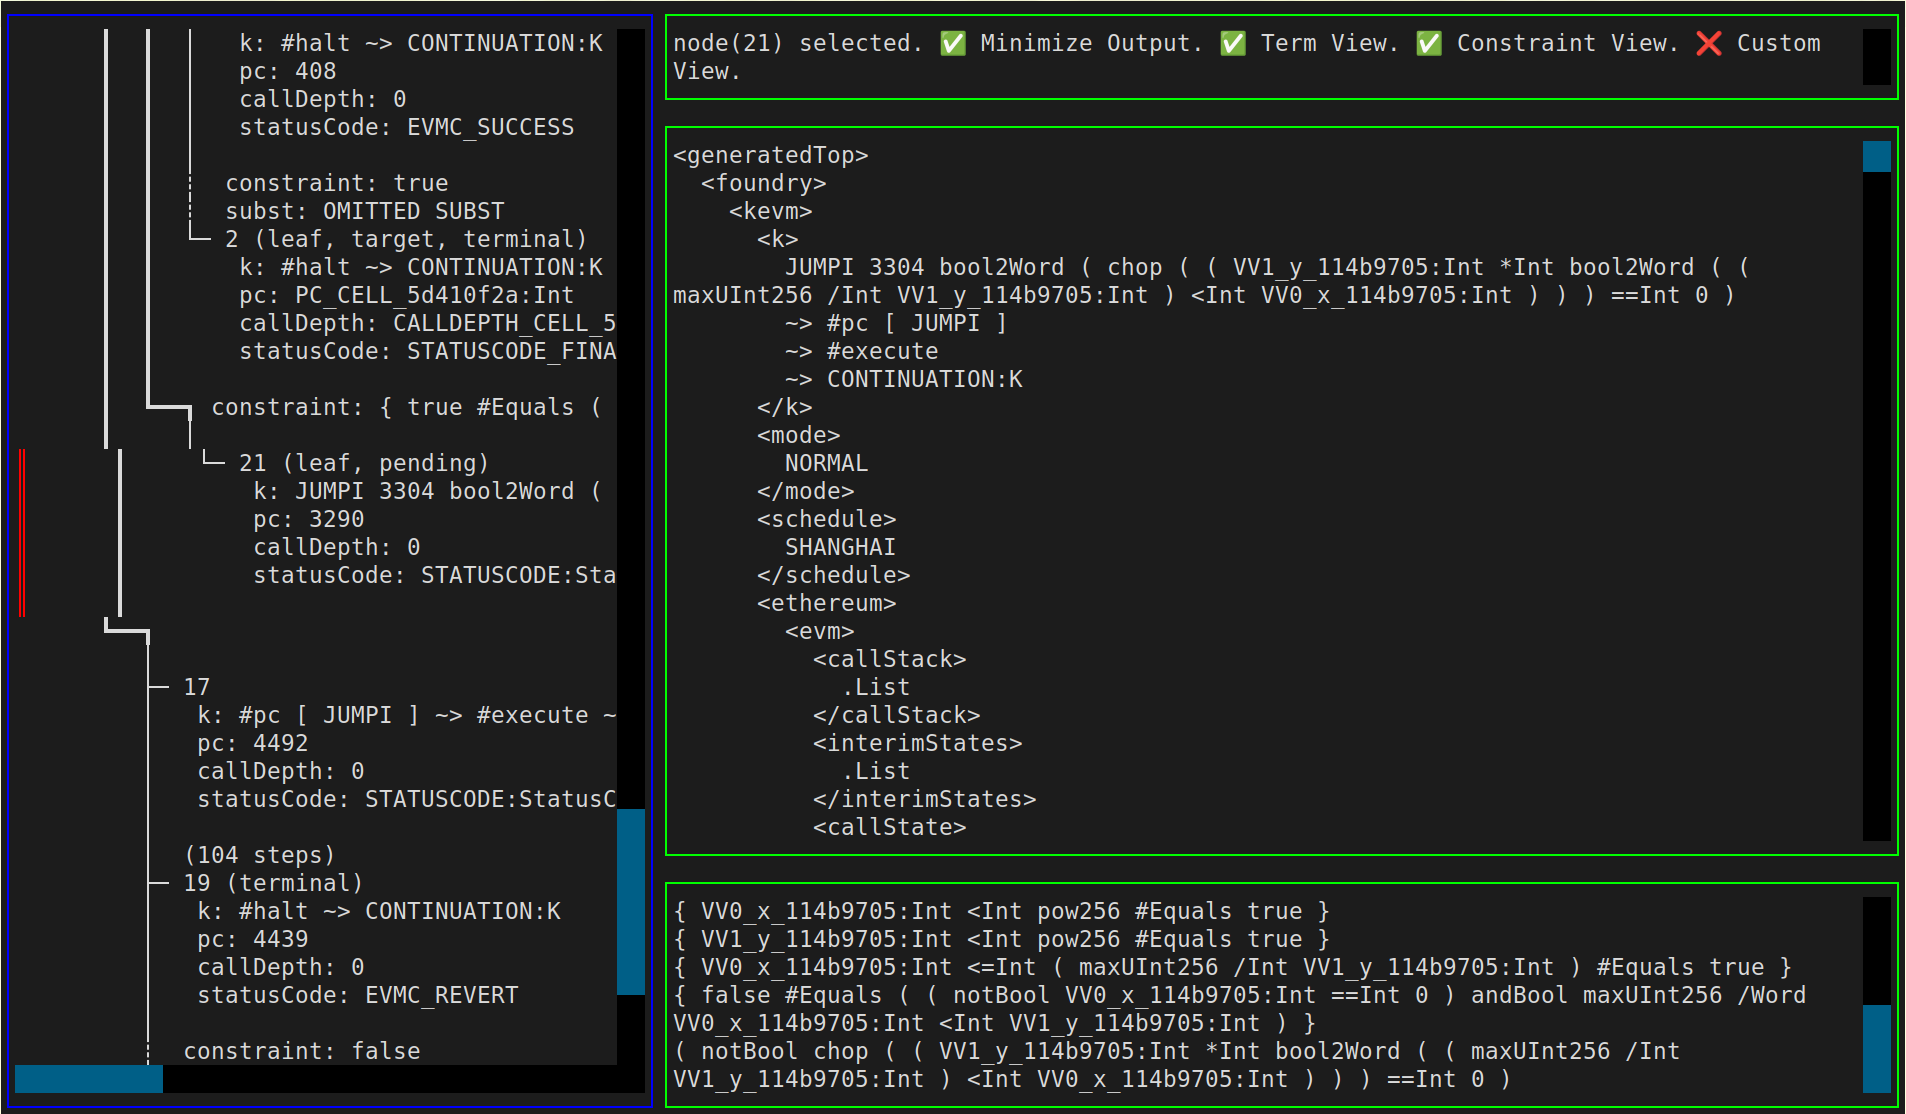 k: #halt ~> CONTINUATION:K
pc: 408
callDepth: 0
statusCode: EVMC_SUCCESS
constraint: true
subst: OMITTED SUBST
2 (leaf, target, terminal)
k: #halt ~> CONTINUATION:K
pc: PC_CELL_5d410f2a:Int
callDepth: CALLDEPTH_CELL_5
statusCode: STATUSCODE_FINA
constraint: { true #Equals (
21 (leaf, pending)
k: JUMPI 3304 bool2Word (
pc: 3290
callDepth: 0
statusCode: STATUSCODE:Sta
17
k: #pc [ JUMPI ] ~> #execute ~
pc: 4492
callDepth: 0
statusCode: STATUSCODE:StatusC
(104 steps)
19 (terminal)
k: #halt ~> CONTINUATION:K
pc: 4439
callDepth: 0
statusCode: EVMC_REVERT
constraint: false
node(21) selected. ✅ Minimize Output. ✅ Term View. ✅ Constraint View. ❌ Custom
View.
<generatedTop>
<foundry>
<kevm>
<k>
JUMPI 3304 bool2Word ( chop ( ( VV1_y_114b9705:Int *Int bool2Word ( (
maxUInt256 /Int VV1_y_114b9705:Int ) <Int VV0_x_114b9705:Int ) ) ) ==Int 0 )
~> #pc [ JUMPI ]
~> #execute
~> CONTINUATION:K
</k>
<mode>
NORMAL
</mode>
<schedule>
SHANGHAI
</schedule>
<ethereum>
<evm>
<callStack>
.List
</callStack>
<interimStates>
.List
</interimStates>
<callState>
{ VV0_x_114b9705:Int <Int pow256 #Equals true }
{ VV1_y_114b9705:Int <Int pow256 #Equals true }
{ VV0_x_114b9705:Int <=Int ( maxUInt256 /Int VV1_y_114b9705:Int ) #Equals true }
{ false #Equals ( ( notBool VV0_x_114b9705:Int ==Int 0 ) andBool maxUInt256 /Word
VV0_x_114b9705:Int <Int VV1_y_114b9705:Int ) }
( notBool chop ( ( VV1_y_114b9705:Int *Int bool2Word ( ( maxUInt256 /Int
VV1_y_114b9705:Int ) <Int VV0_x_114b9705:Int ) ) ) ==Int 0 )